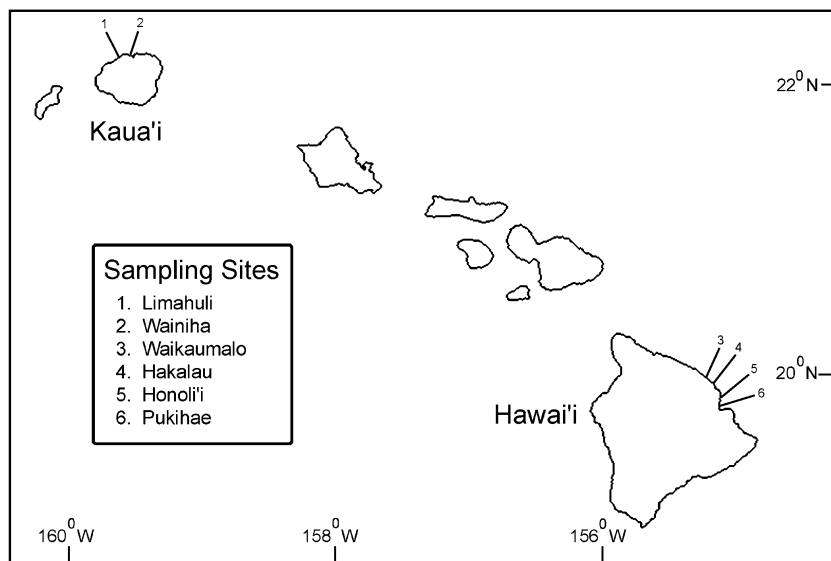 1 2
22⁰N
Kaua'i
Sampling Sites
1. Limahuli
2. Wainiha
3. Waikaumalo
4. Hakalau
5. Honoli'i
6. Pukihae
3
4
5
6
20⁰N
Hawai'i
160⁰W 158⁰W 156⁰W